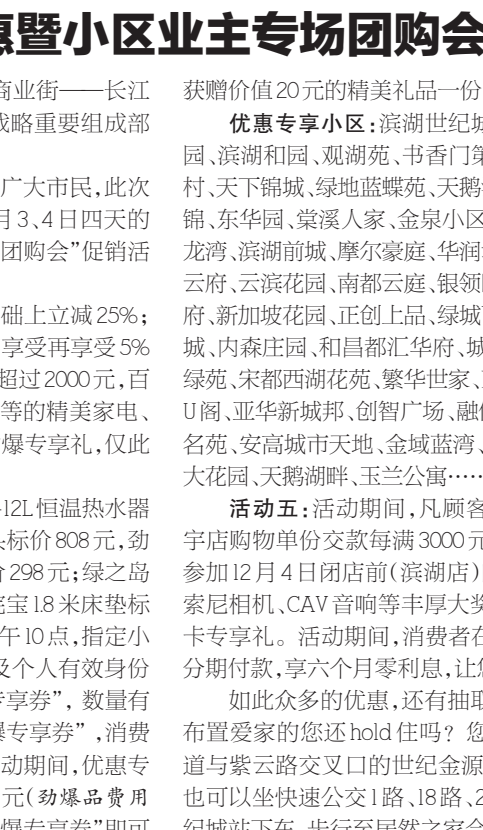 惠暨小区业主专场团购会
商业街——长江
战略重要组成部
广大市民,此次
月3、4日四天的
团购会”促销活
础上立减25%;
享受再享受5%
超过2000元,百
等的精美家电、
爆专享礼,仅此
12L恒温热水器
标价808元,劲
价298元;绿之岛
宝1.8米床垫标
午10点,指定小
及个人有效身份
专享券”, 数量有
爆专享券”,消费
动期间,优惠专
元(劲爆品费用
爆专享券”即可
获赠价值20元的精美礼品一份
优惠专享小区:滨湖世纪城
园、滨湖和园、观湖苑、书香门第
村、天下锦城、绿地蓝蝶苑、天鹅
锦、东华园、棠溪人家、金泉小区
龙湾、滨湖前城、摩尔豪庭、华润
云府、云滨花园、南都云庭、银领
府、新加坡花园、正创上品、绿城
城、内森庄园、和昌都汇华府、城
绿苑、宋都西湖花苑、繁华世家、
U阁、亚华新城邦、创智广场、融
名苑、安高城市天地、金域蓝湾、
大花园、天鹅湖畔、玉兰公寓……
活动五:活动期间,凡顾客
宇店购物单份交款每满3000元
参加12月4日闭店前(滨湖店)
索尼相机、CAV音响等丰厚大奖
卡专享礼。活动期间,消费者在
分期付款,享六个月零利息,让您
如此众多的优惠,还有抽取
布置爱家的您还hold住吗?您
道与紫云路交叉口的世纪金源
也可以坐快速公交1路、18路、2
纪城站下车,步行至居然之家合